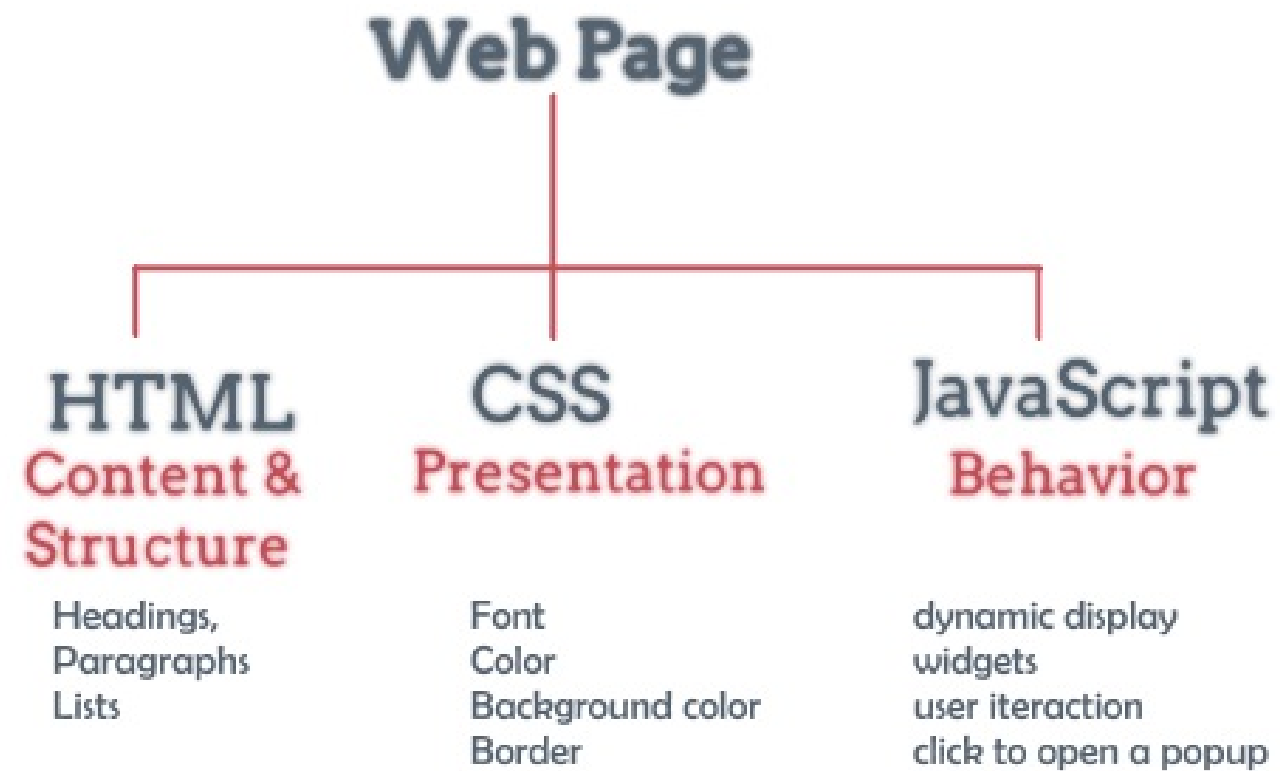 Web Page
HTML
Content &
Structure
Headings,
Paragraphs
Lists
CSS
Presentation
Font
Color
Background color
Border
JavaScript
Behavior
dynamic display
widgets
user iteraction
click to open a popup